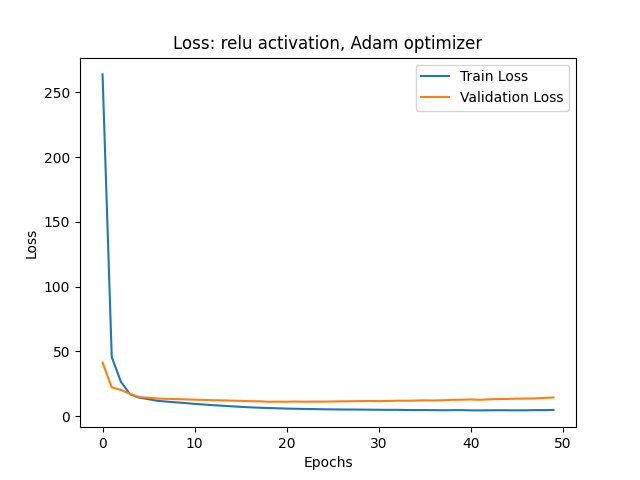 Loss: relu activation, Adam optimizer
Train Loss
Validation Loss
250
200
150
100
50
0
Loss
0 10 20 30 40 50
Epochs